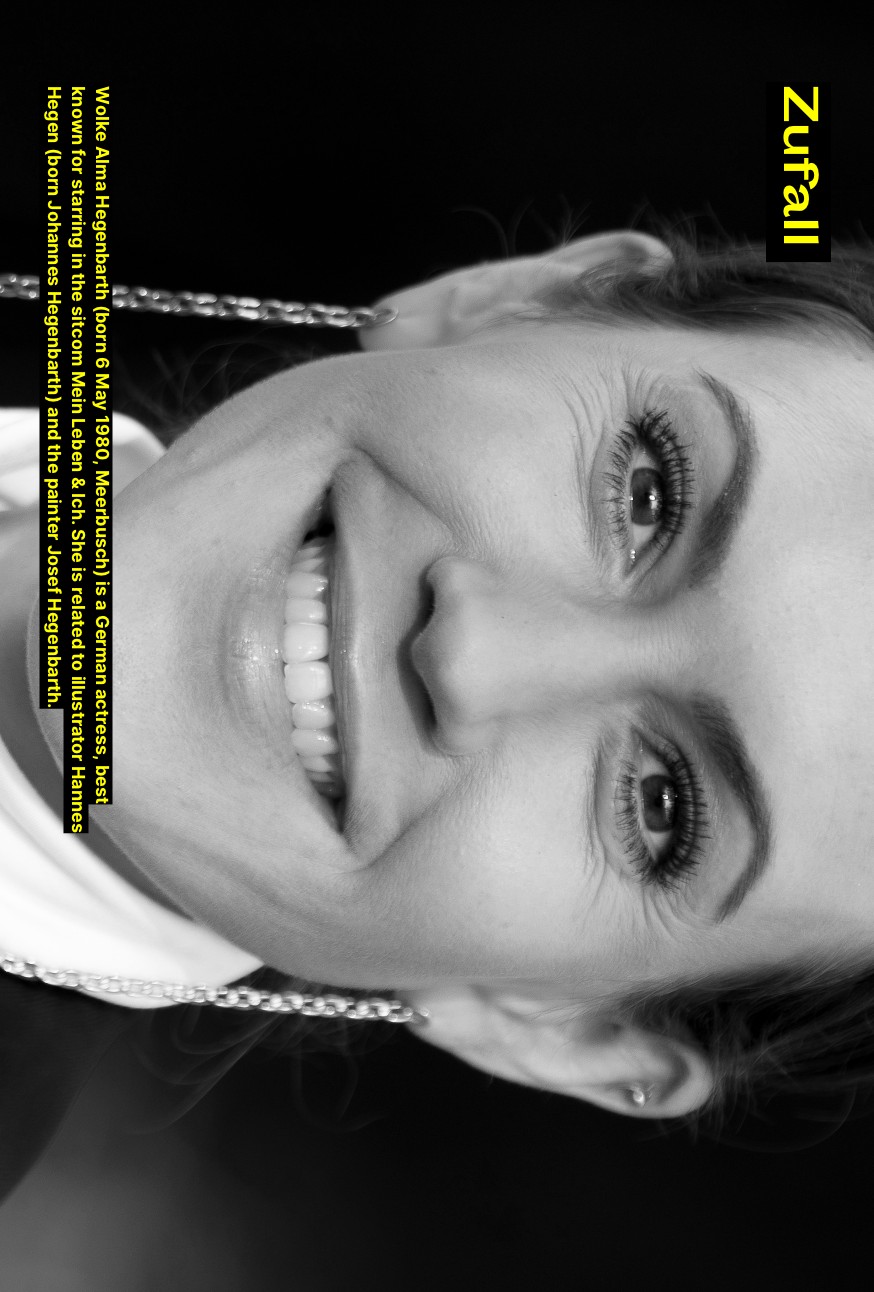 Zufall
Wolke Alma Hegenbarth (born 6 May 1980, Meerbusch) is a German actress, best
known for starring in the sitcom Mein Leben & Ich. She is related to illustrator Hannes
Hegen (born Johannes Hegenbarth) and the painter Josef Hegenbarth.